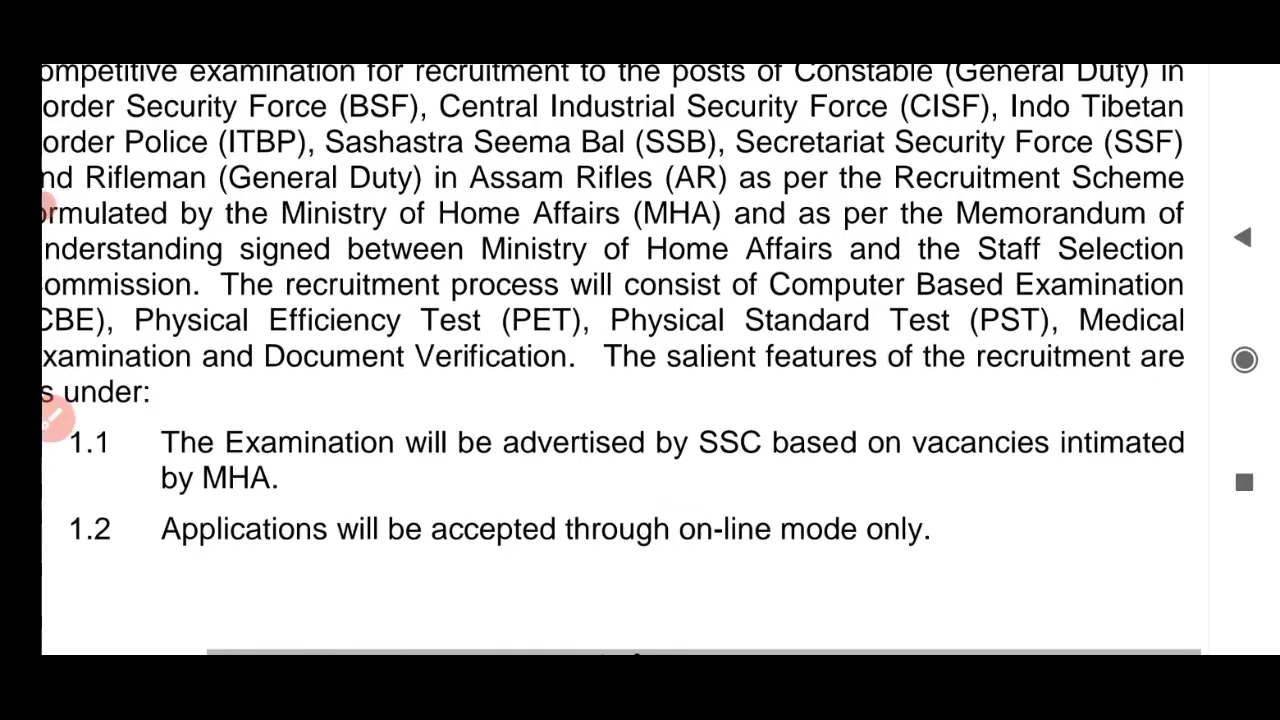 ompetitive examination for recruitment to the posts of Constable (General Duty) in
order Security Force (BSF), Central Industrial Security Force (CISF), Indo Tibetan
order Police (ITBP), Sashastra Seema Bal (SSB), Secretariat Security Force (SSF)
nd Rifleman (General Duty) in Assam Rifles (AR) as per the Recruitment Scheme
ormulated by the Ministry of Home Affairs (MHA) and as per the Memorandum of
nderstanding signed between Ministry of Home Affairs and the Staff Selection
ommission. The recruitment process will consist of Computer Based Examination
CBE), Physical Efficiency Test (PET), Physical Standard Test (PST), Medical
xamination and Document Verification. The salient features of the recruitment are
s under:
1.1 The Examination will be advertised by SSC based on vacancies intimated
by MHA.
1.2 Applications will be accepted through on-line mode only.